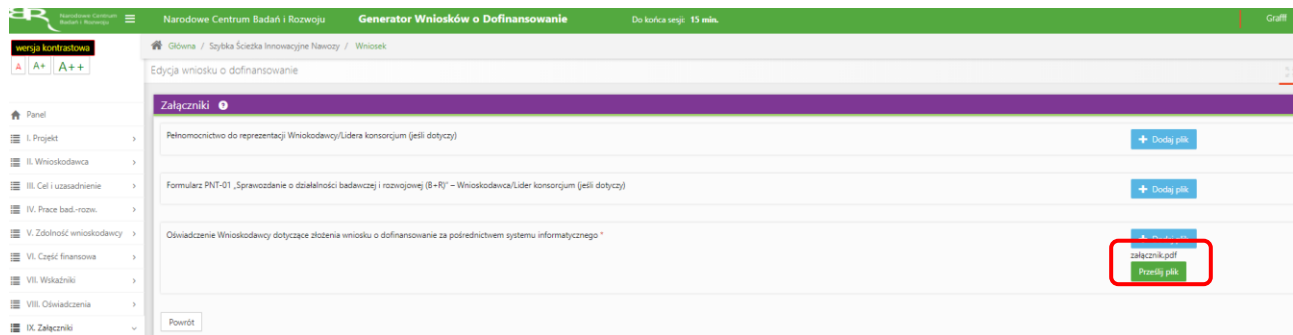 Narodowe Centrum
Badań i Rozwoju
Narodowe Centrum Badań i Rozwoju Generator Wniosków o Dofinansowanie Do końca sesji: 15 min. Graffi
wersja kontrastowa
A A+ A++
Główna / Szybka Ścieżka Innowacyjne Nawozy / Wniosek
Edycja wniosku o dofinansowanie
Załączniki
Panel
I. Projekt
II. Wnioskodawca
III. Cel i uzasadnienie
IV. Prace bad.-rozw.
V. Zdolność wnioskodawcy
VI. Część finansowa
VII. Wskaźniki
VIII. Oświadczenia
IX. Załączniki
Pełnomocnictwo do reprezentacji Wniokodawcy/Lidera konsorcjum (jeśli dotyczy)
+ Dodaj plik
Formularz PNT-01 „Sprawozdanie o działalności badawczej i rozwojowej (B+R)” – Wnioskodawca/Lider konsorcjum (jeśli dotyczy)
+ Dodaj plik
Oświadczenie Wnioskodawcy dotyczące złożenia wniosku o dofinansowanie za pośrednictwem systemu informatycznego *
+ Dodaj plik
załącznik.pdf
Prześlij plik
Powrót